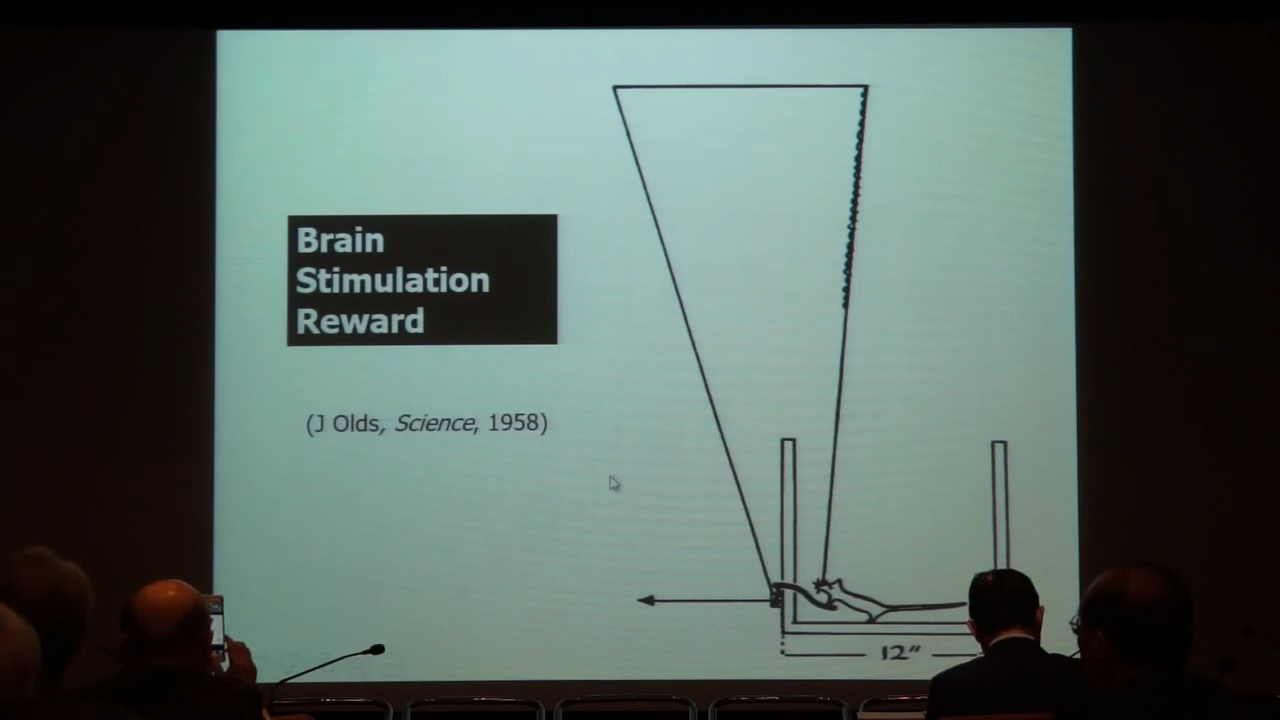 Brain
Stimulation
Reward
(J Olds, Science, 1958)
12"